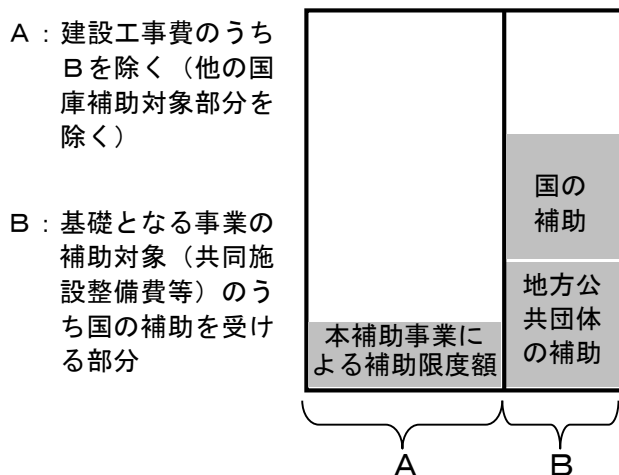 A：建設工事費のうち
Bを除く（他の国
庫補助対象部分を
除く）
B：基礎となる事業の
補助対象（共同施
設整備費等）のう
ち国の補助を受け
る部分
国の
補助
地方公
共団体
の補助
本補助事業に
よる補助限度額
A
B